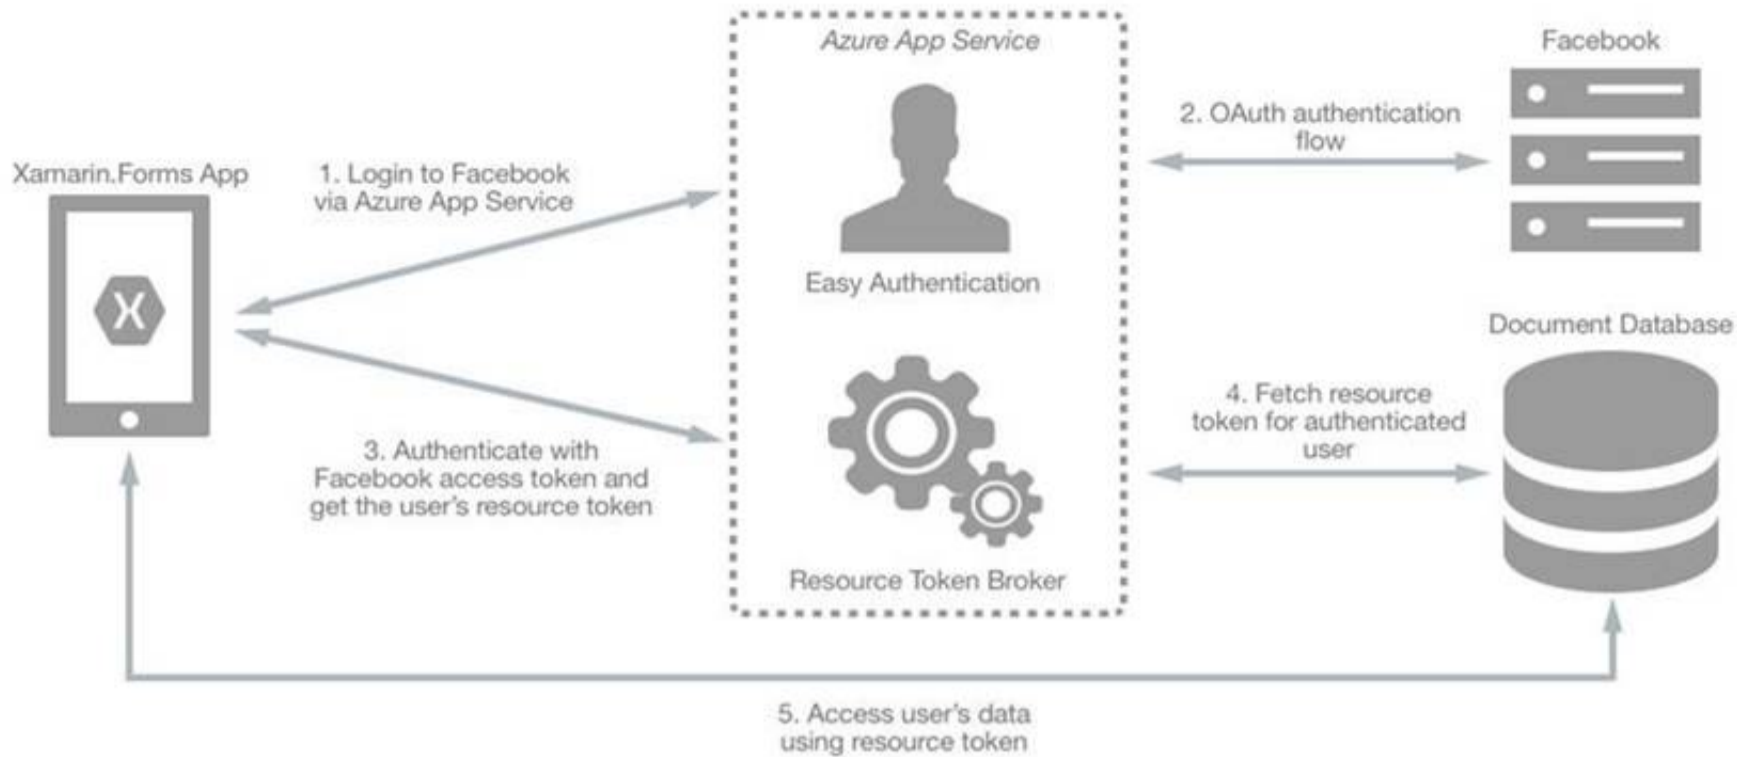 Azure App Service
Facebook
2. OAuth authentication
flow
Xamarin.Forms App
1. Login to Facebook
via Azure App Service
X
Easy Authentication
Document Database
4. Fetch resource
token for authenticated
user
3. Authenticate with
Facebook access token and
get the user's resource token
Resource Token Broker
5. Access user's data
using resource token